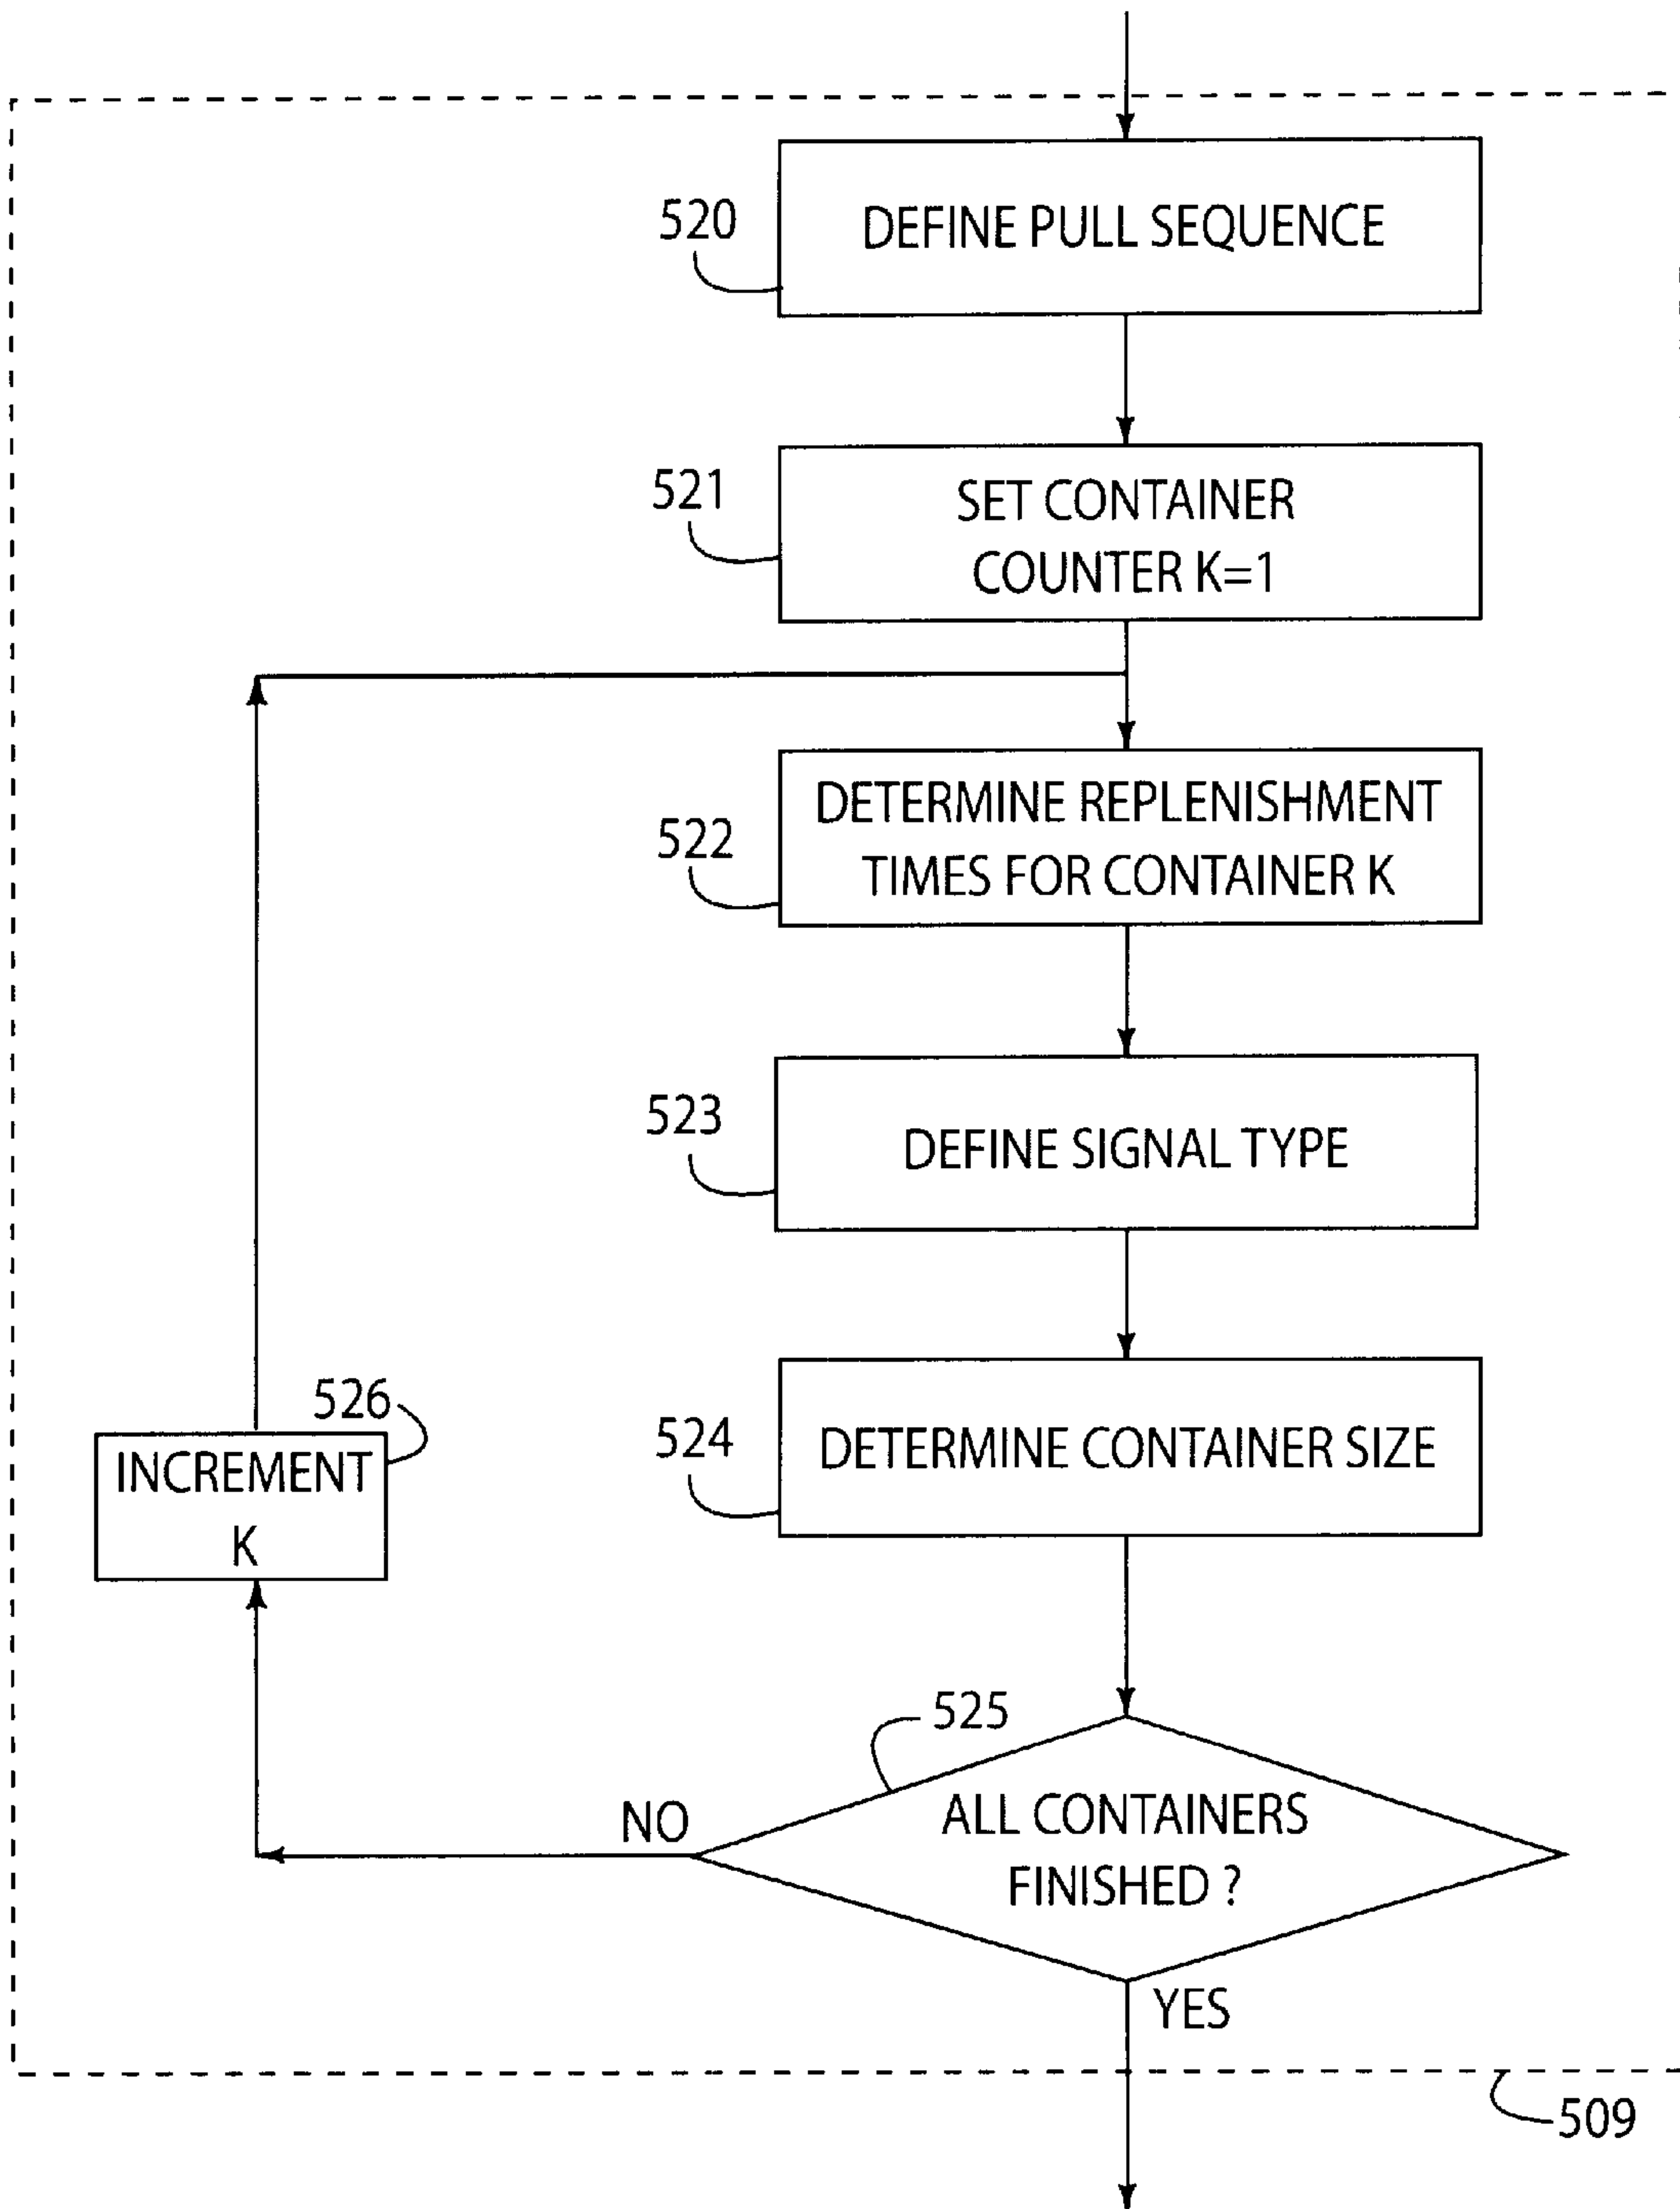 520
DEFINE PULL SEQUENCE
521
SET CONTAINER
COUNTER K=1
522
DETERMINE REPLENISHMENT
TIMES FOR CONTAINER K
523
DEFINE SIGNAL TYPE
526
INCREMENT
K
524
DETERMINE CONTAINER SIZE
525
ALL CONTAINERS
FINISHED ?
NO
YES
509